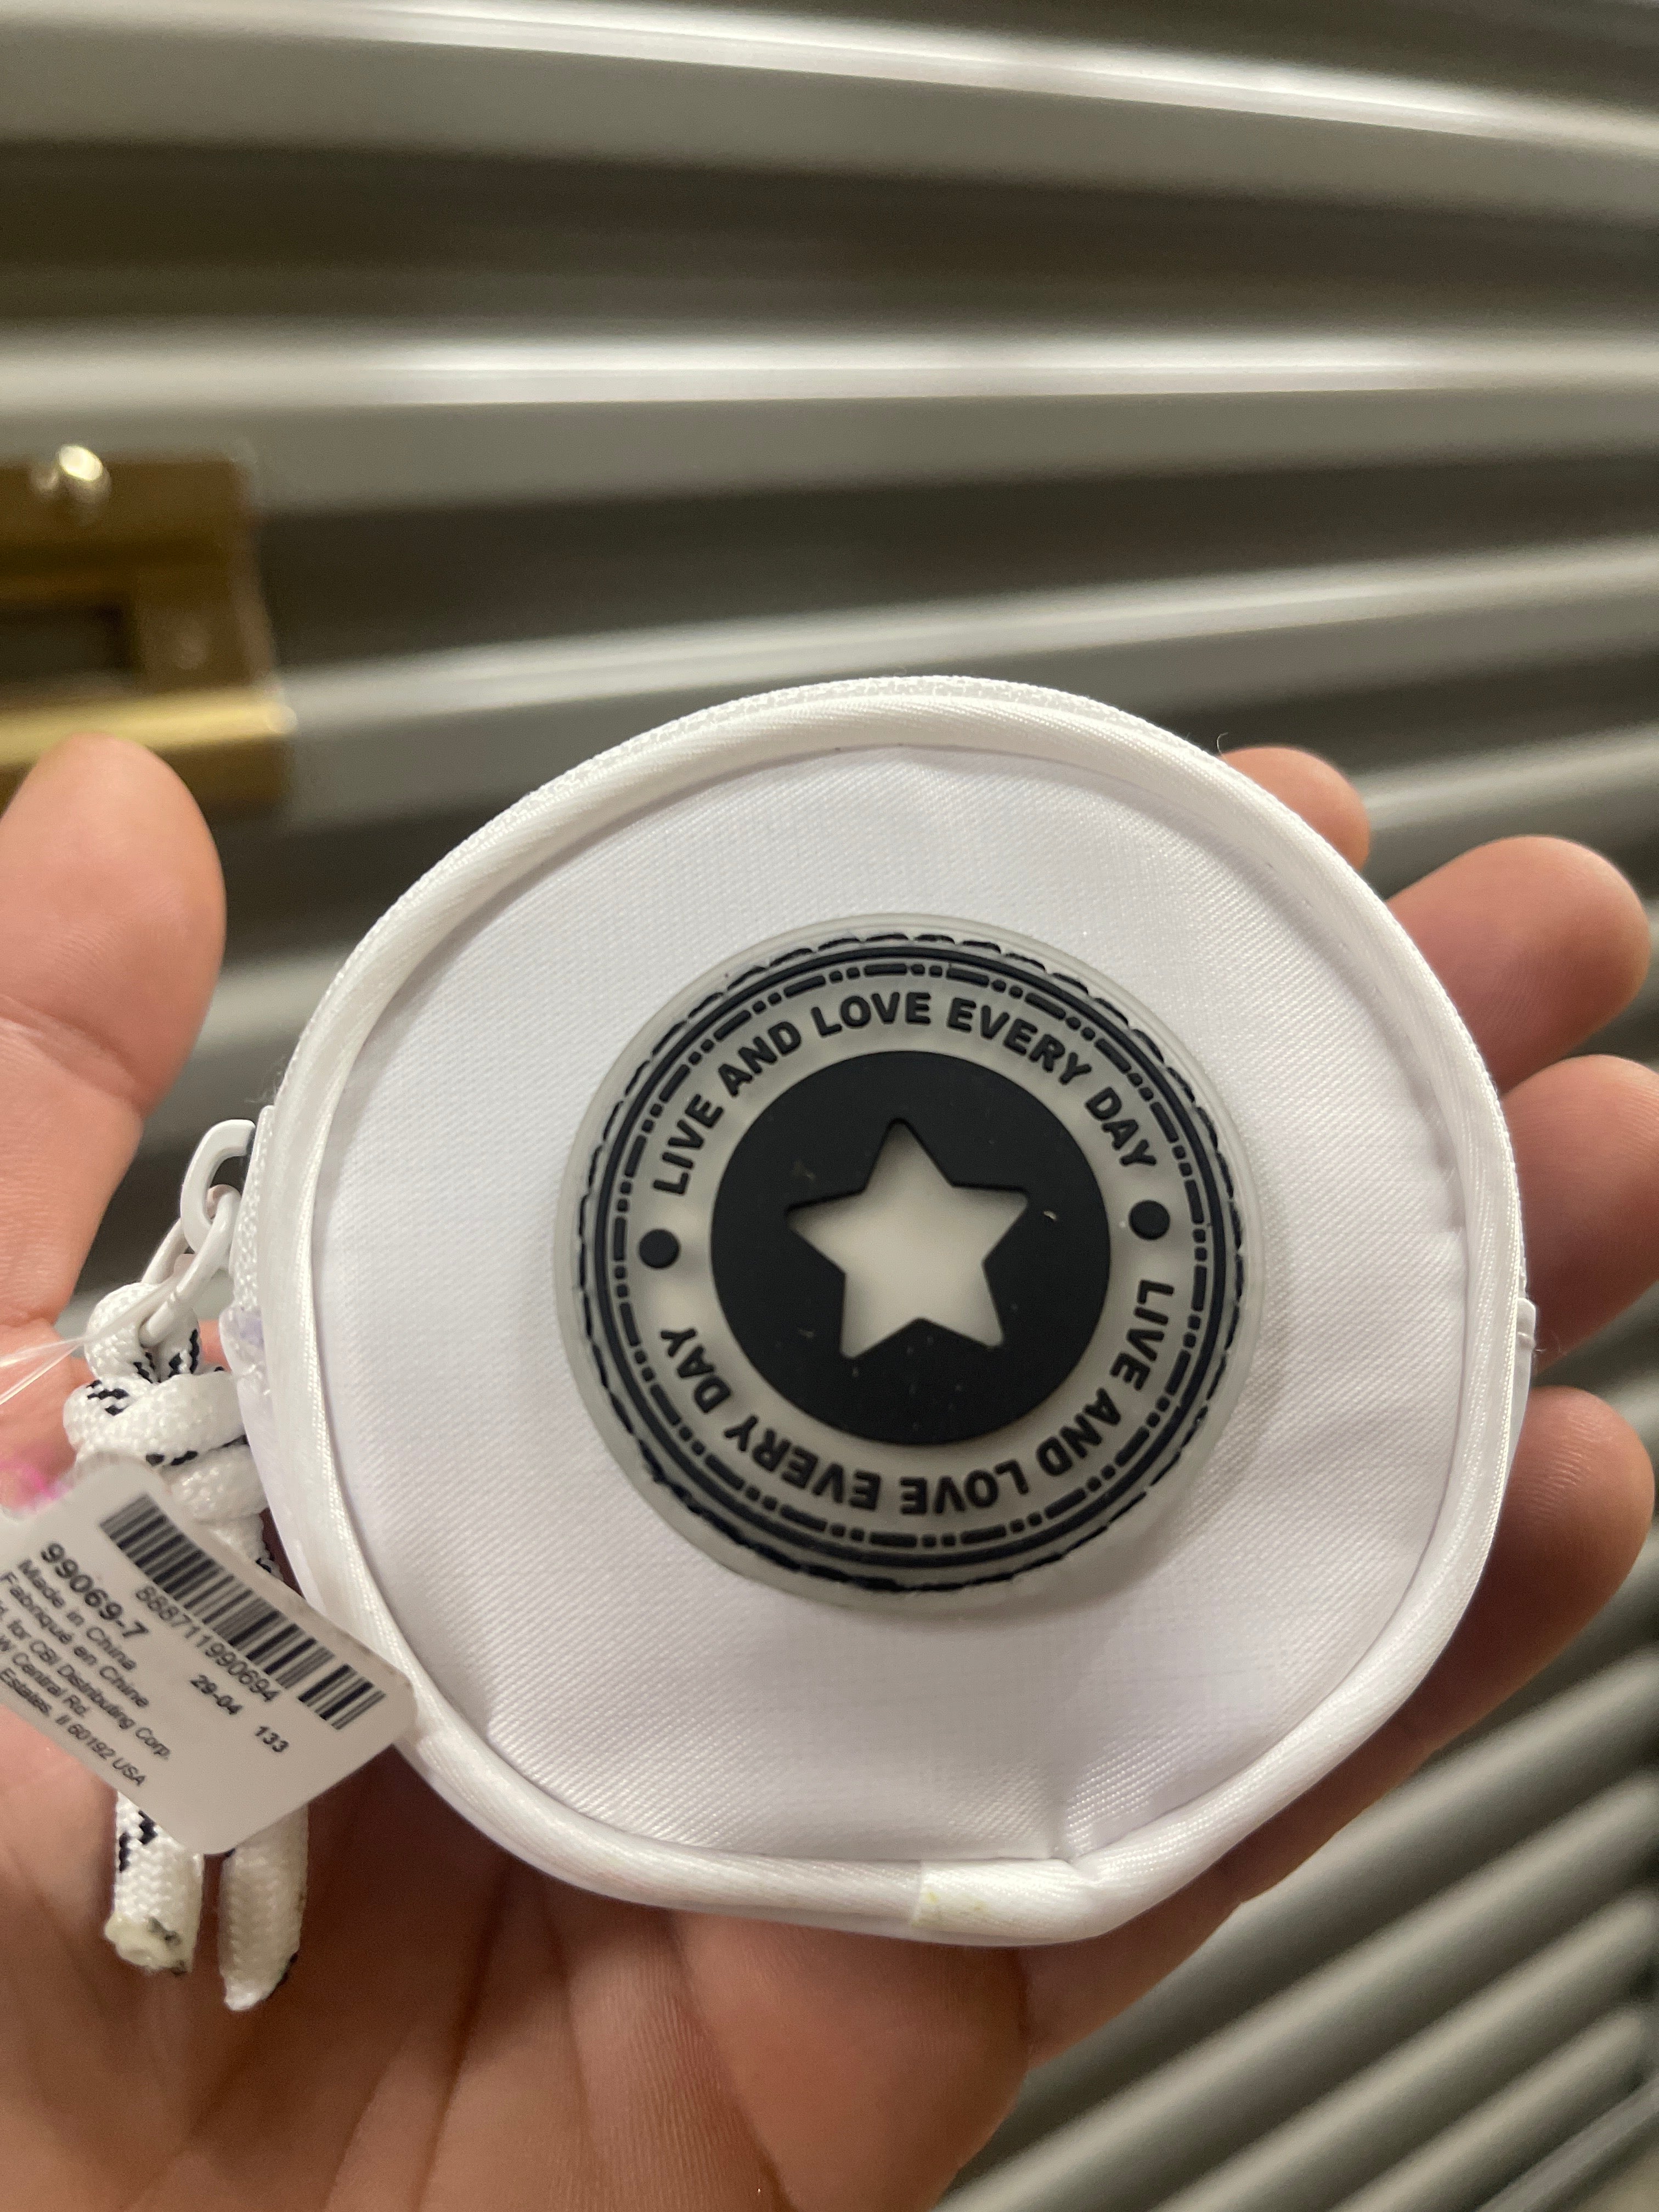 LIVE AND LOVE EVERY DAY
LIVE AND LOVE EVERY DAY
888711990694
99069-7
29-04 133
Made in China
Fabriqué en Chine
for CBI Distributing Corp.
W Central Rd.
Estates, Il 60192 USA